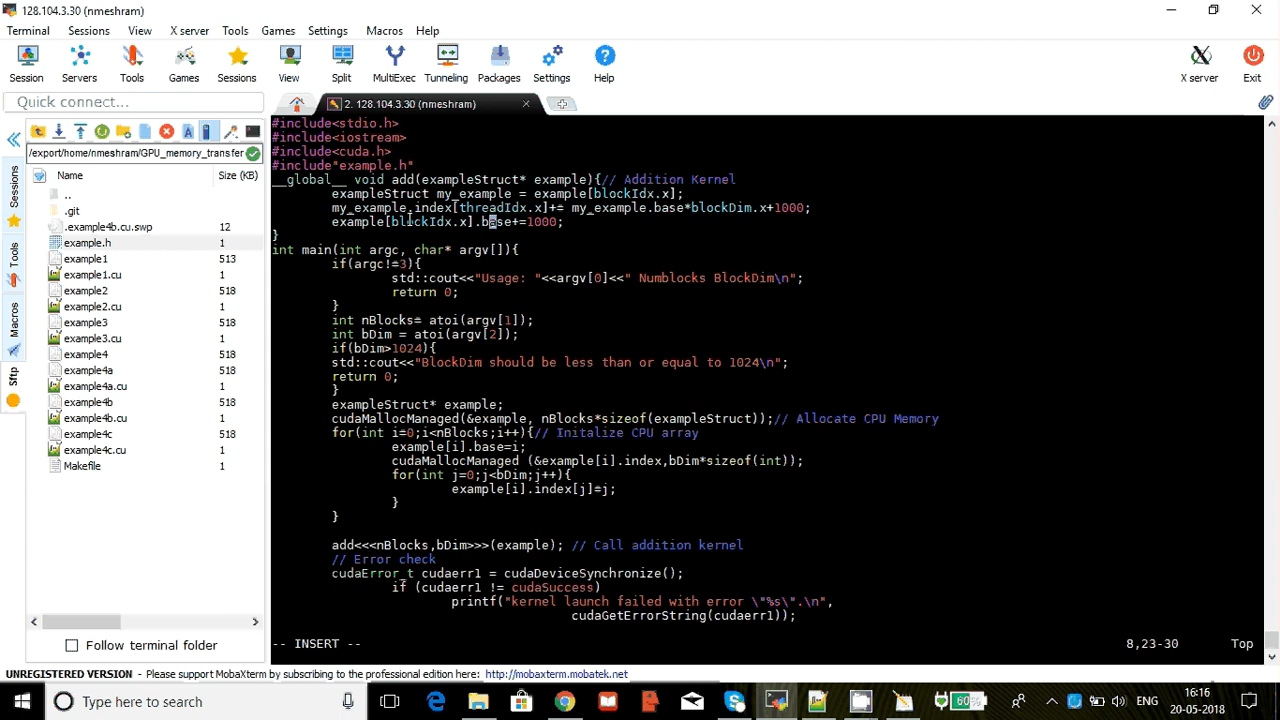 128.104.3.30 (nmeshram)
Terminal Sessions View X server Tools Games Settings Macros Help
Session Servers Tools Games Sessions View Split MultiExec Tunneling Packages Settings Help X server Exit
Quick connect...
2. 128.104.3.30 (nmeshram)
/export/home/nmeshram/GPU_memory_transfer
Name Size (KB)
..
.git
.example4b.cu.swp 12
example.h 1
example1 513
example1.cu 1
example2 518
example2.cu 1
example3 518
example3.cu 1
example4 518
example4a 518
example4a.cu 1
example4b 518
example4b.cu 1
example4c 518
example4c.cu 1
Makefile 1
Sessions
Tools
Macros
Sftp
Follow terminal folder
#include<stdio.h>
#include<iostream>
#include<cuda.h>
#include"example.h"
__global__ void add(exampleStruct* example){// Addition Kernel
exampleStruct my_example = example[blockIdx.x];
my_example.index[threadIdx.x]+= my_example.base*blockDim.x+1000;
example[blockIdx.x].base+=1000;
}
int main(int argc, char* argv[]){
if(argc!=3){
std::cout<<"Usage: "<<argv[0]<<" Numblocks BlockDim\n";
return 0;
}
int nBlocks= atoi(argv[1]);
int bDim = atoi(argv[2]);
if(bDim>1024){
std::cout<<"BlockDim should be less than or equal to 1024\n";
return 0;
}
exampleStruct* example;
cudaMallocManaged(&example, nBlocks*sizeof(exampleStruct));// Allocate CPU Memory
for(int i=0;i<nBlocks;i++){// Initalize CPU array
example[i].base=i;
cudaMallocManaged (&example[i].index,bDim*sizeof(int));
for(int j=0;j<bDim;j++){
example[i].index[j]=j;
}
}
add<<<nBlocks,bDim>>>(example); // Call addition kernel
// Error check
cudaError_t cudaerr1 = cudaDeviceSynchronize();
if (cudaerr1 != cudaSuccess)
printf("kernel launch failed with error \"%s\".\n",
cudaGetErrorString(cudaerr1));
-- INSERT -- 8,23-30 Top
UNREGISTERED VERSION - Please support MobaXterm by subscribing to the professional edition here: http://mobaxterm.mobatek.net
Type here to search
60%
ENG
16:16
20-05-2018